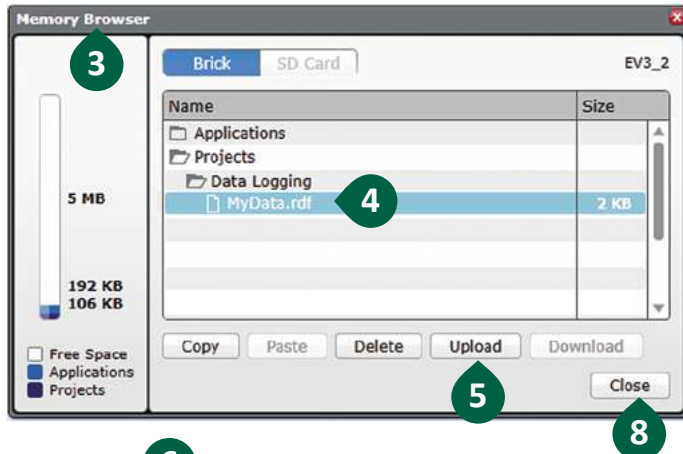 Memory Browser
3
Brick SD Card EV3_2
Name Size
Applications
Projects
Data Logging
MyData.rdf 4 2 KB
5 MB
192 KB
106 KB
Free Space
Applications
Projects
Copy Paste Delete Upload Download
5
Close
8